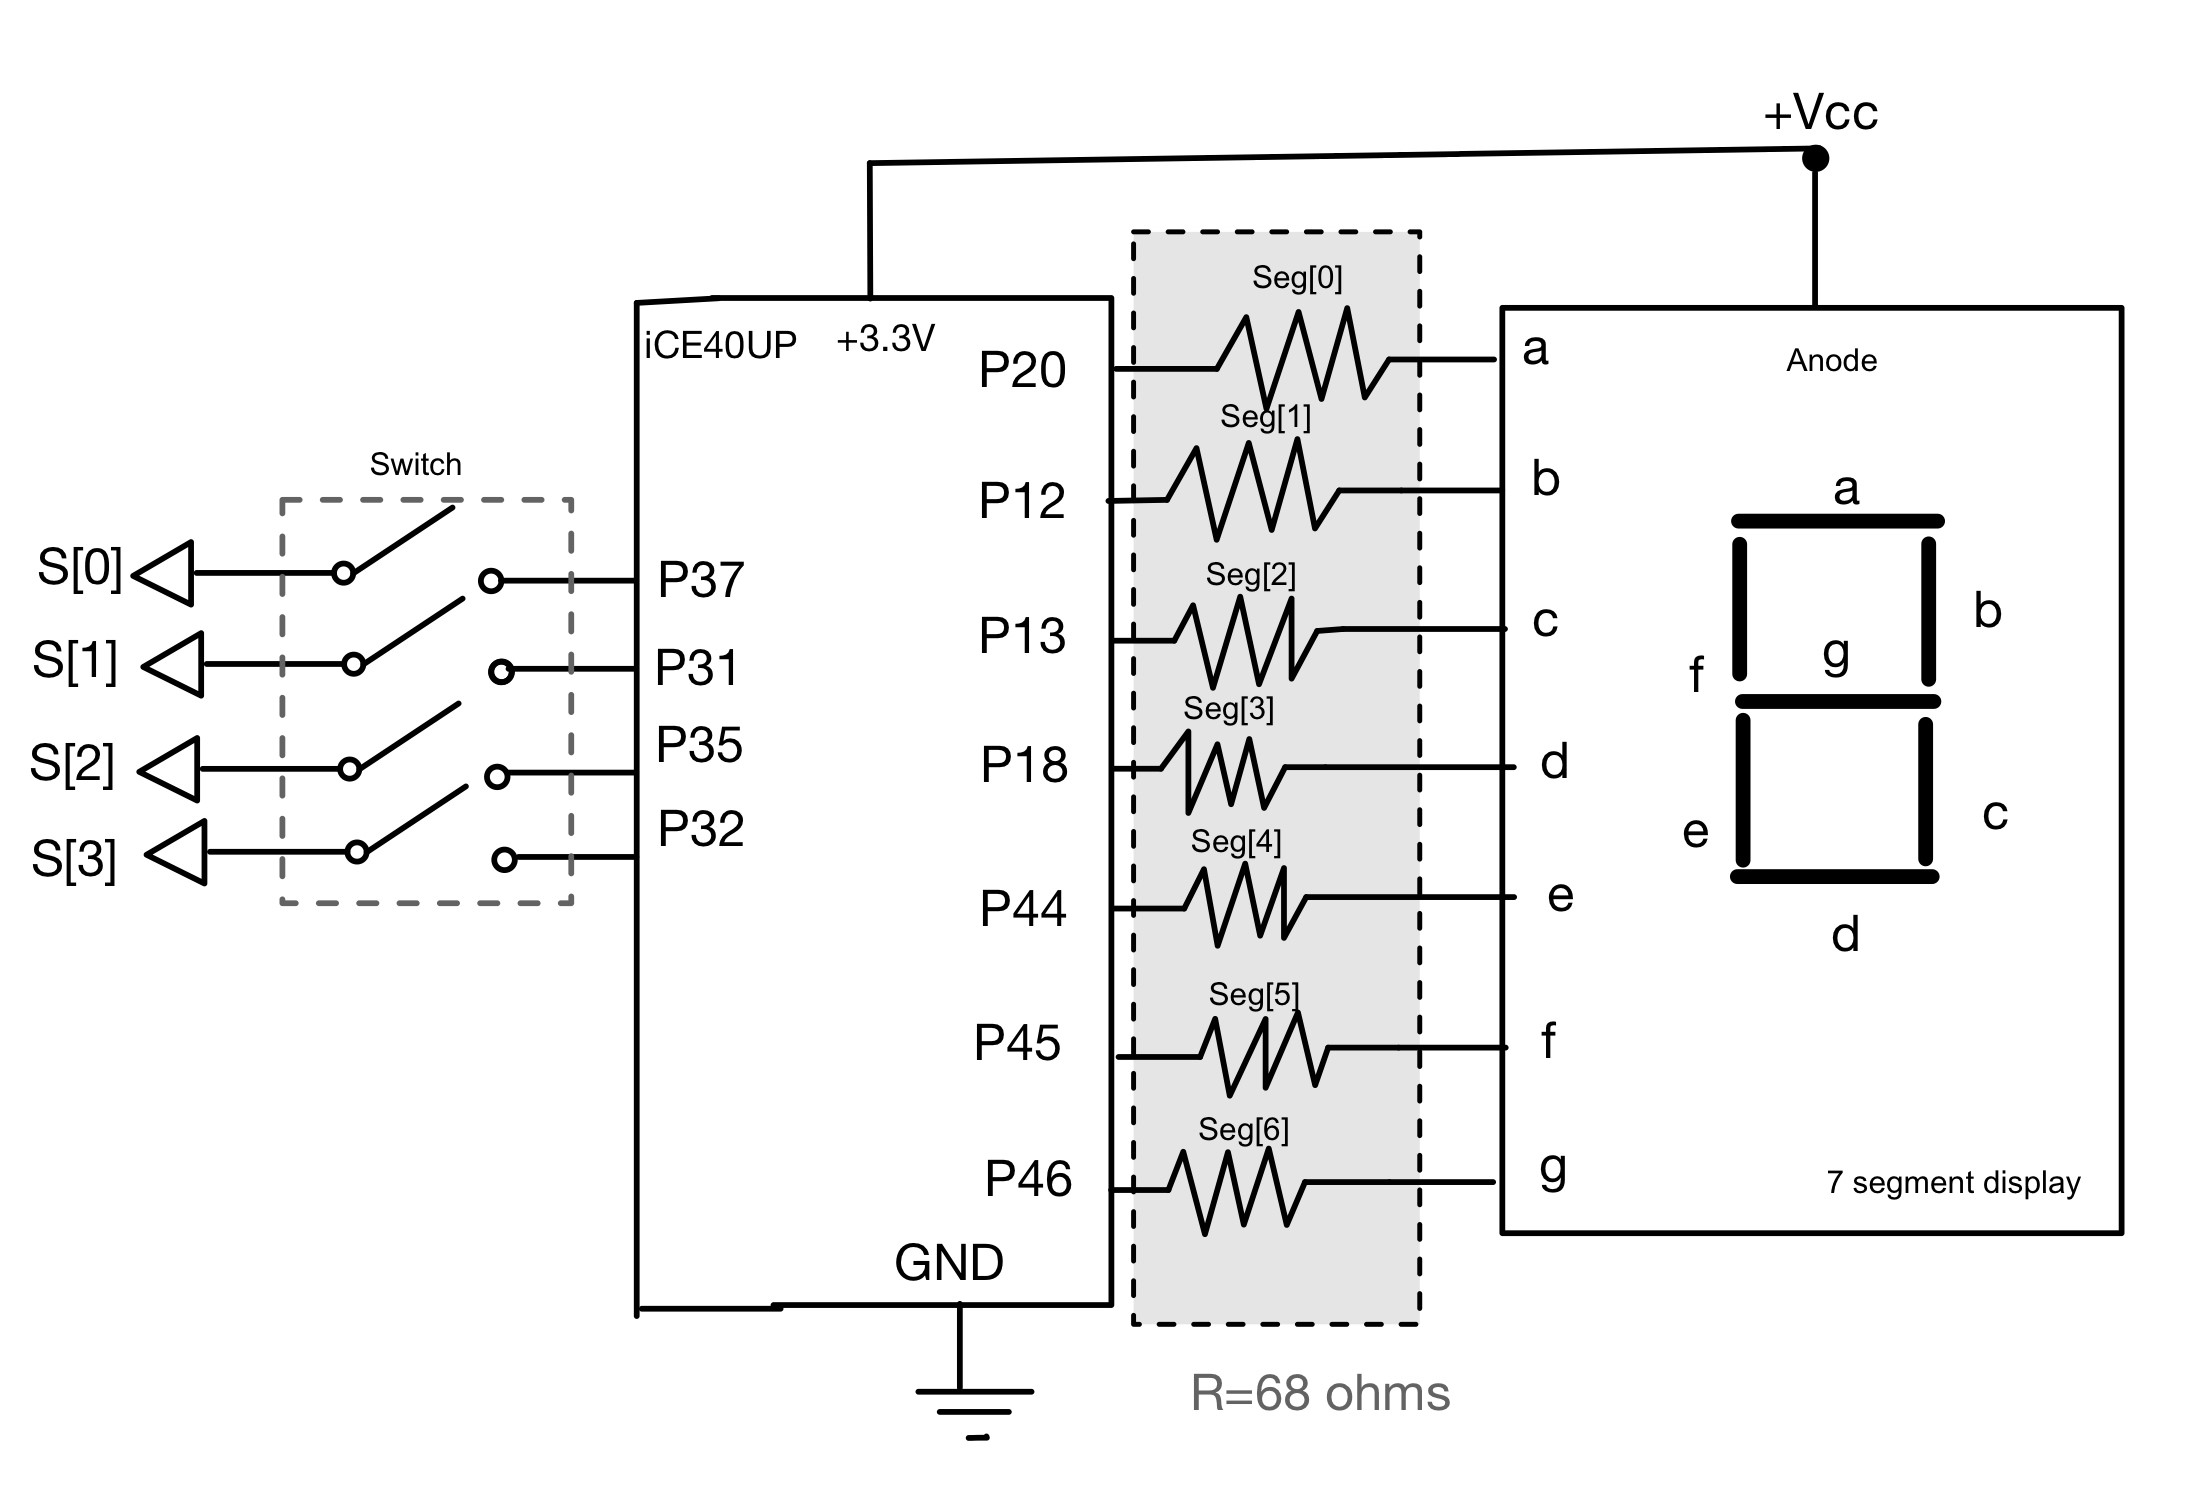 +Vcc
Switch
S[0]
S[1]
S[2]
S[3]
iCE40UP
+3.3V
P37
P31
P35
P32
P20
P12
P13
P18
P44
P45
P46
GND
Seg[0]
Seg[1]
Seg[2]
Seg[3]
Seg[4]
Seg[5]
Seg[6]
R=68 ohms
a
b
c
d
e
f
g
Anode
a
b
f
g
e
c
d
7 segment display